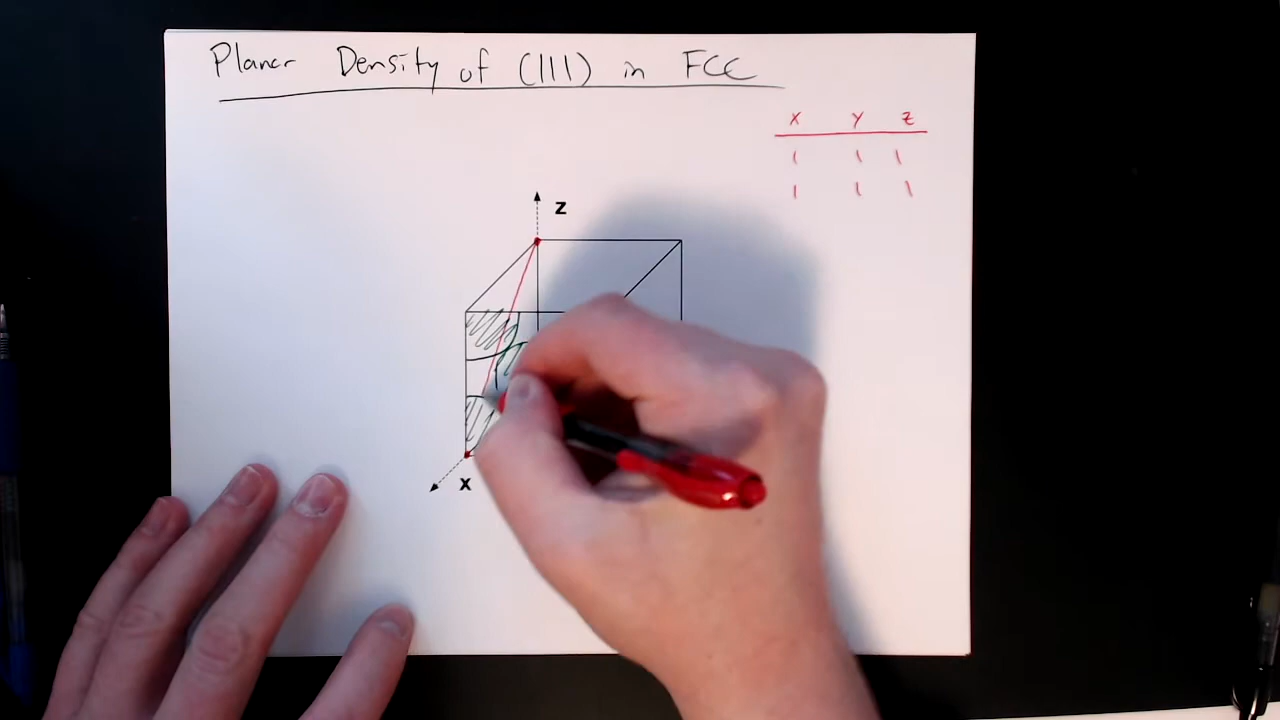 Planar Density of (111) in FCC
X Y Z
1 1 1
1 1 1
Z
X